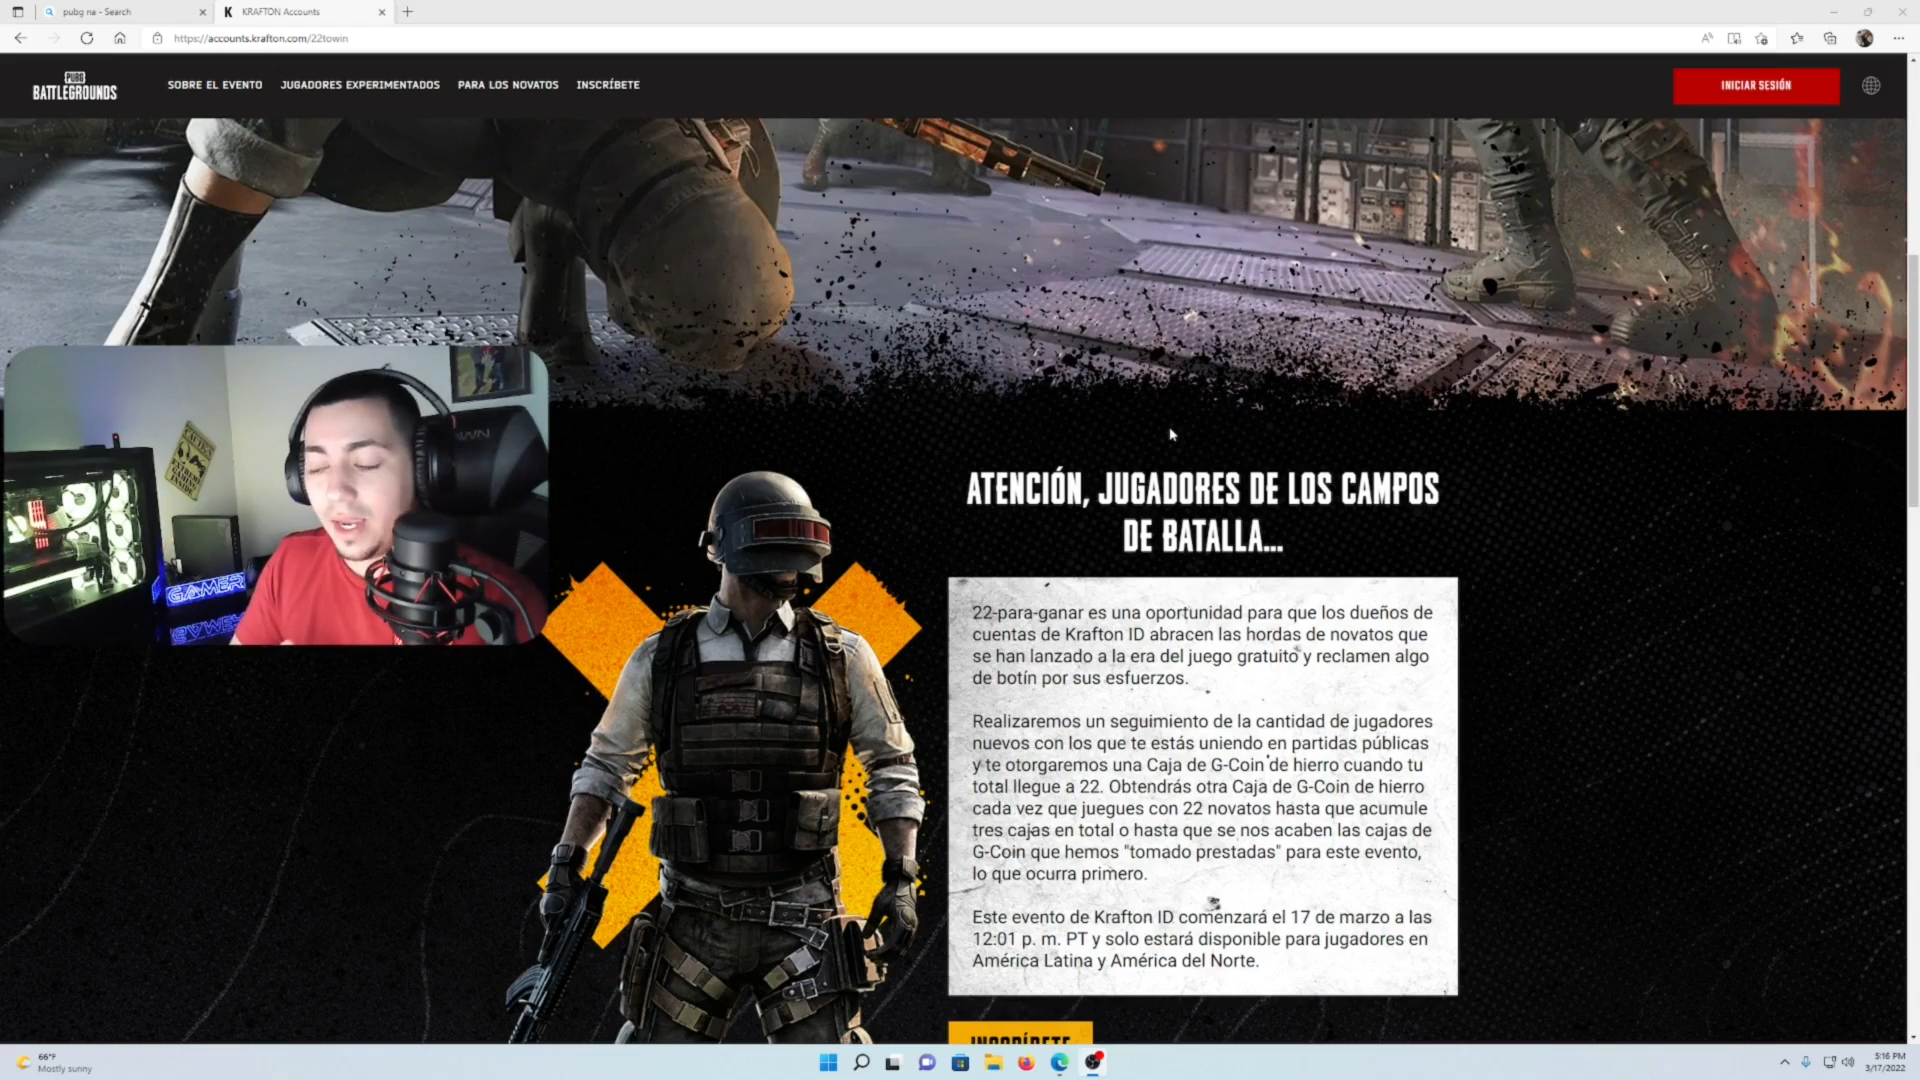 pubg na - Search
KRAFTON Accounts
https://accounts.krafton.com/22towin
PUBG
BATTLEGROUNDS
SOBRE EL EVENTO
JUGADORES EXPERIMENTADOS
PARA LOS NOVATOS
INSCRÍBETE
INICIAR SESIÓN
GAMER
ATENCIÓN, JUGADORES DE LOS CAMPOS
DE BATALLA...
22-para-ganar es una oportunidad para que los dueños de
cuentas de Krafton ID abracen las hordas de novatos que
se han lanzado a la era del juego gratuito y reclamen algo
de botín por sus esfuerzos.
Realizaremos un seguimiento de la cantidad de jugadores
nuevos con los que te estás uniendo en partidas públicas
y te otorgaremos una Caja de G-Coin de hierro cuando tu
total llegue a 22. Obtendrás otra Caja de G-Coin de hierro
cada vez que juegues con 22 novatos hasta que acumule
tres cajas en total o hasta que se nos acaben las cajas de
G-Coin que hemos "tomado prestadas" para este evento,
lo que ocurra primero.
Este evento de Krafton ID comenzará el 17 de marzo a las
12:01 p. m. PT y solo estará disponible para jugadores en
América Latina y América del Norte.
INSCRÍBETE
66°F
Mostly sunny
5:16 PM
3/17/2022